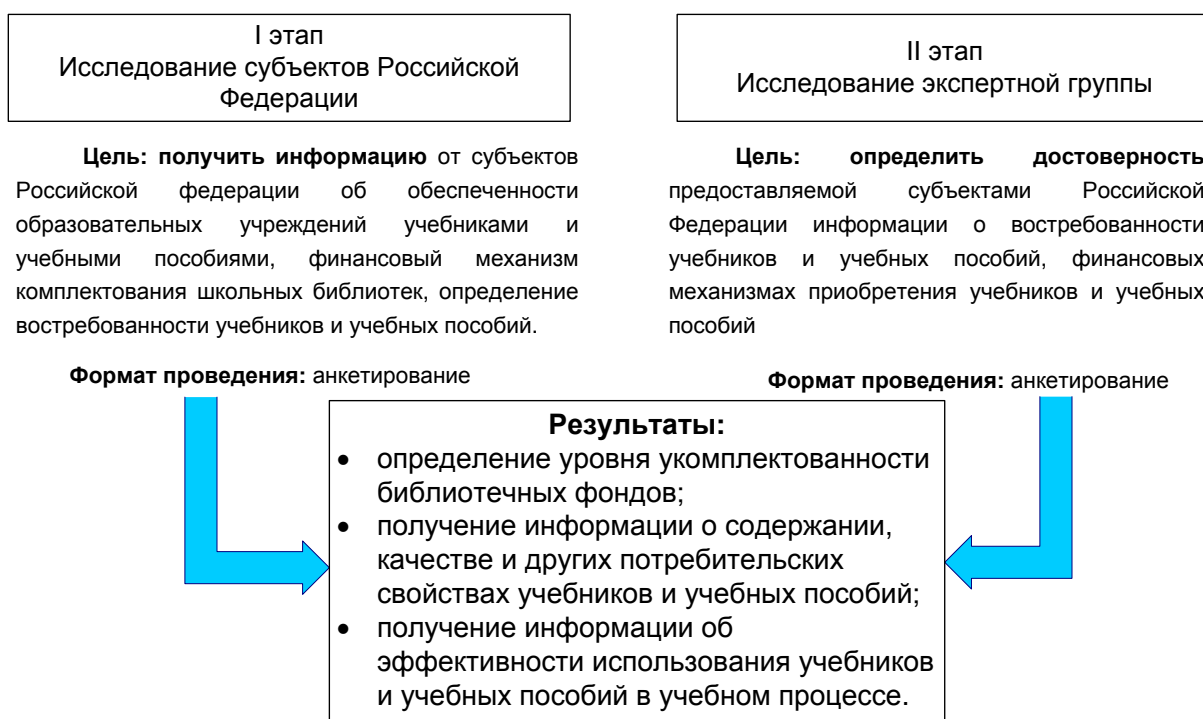 I этап
Исследование субъектов Российской
Федерации
Цель: получить информацию от субъектов
Российской федерации об обеспеченности
образовательных учреждений учебниками и
учебными пособиями, финансовый механизм
комплектования школьных библиотек, определение
востребованности учебников и учебных пособий.
Формат проведения: анкетирование
II этап
Исследование экспертной группы
Цель: определить достоверность
предоставляемой субъектами Российской
Федерации информации о востребованности
учебников и учебных пособий, финансовых
механизмах приобретения учебников и учебных
пособий
Формат проведения: анкетирование
Результаты:
• определение уровня укомплектованности
библиотечных фондов;
• получение информации о содержании,
качестве и других потребительских
свойствах учебников и учебных пособий;
• получение информации об
эффективности использования учебников
и учебных пособий в учебном процессе.